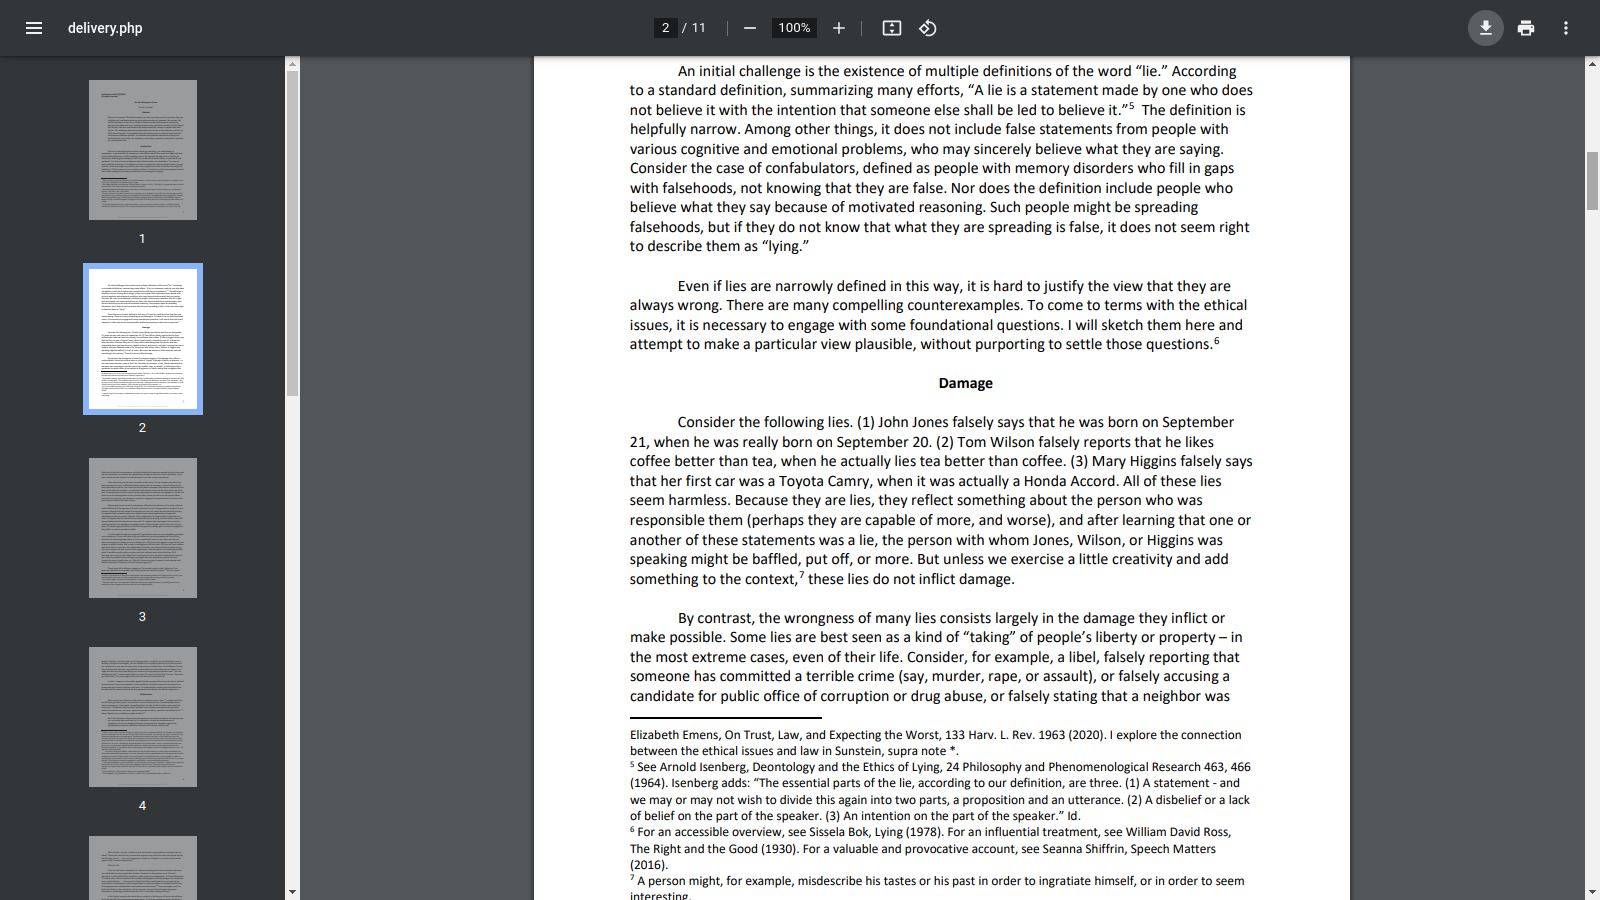 delivery.php
2 / 11
100%
1
2
3
4
An initial challenge is the existence of multiple definitions of the word “lie.” According
to a standard definition, summarizing many efforts, “A lie is a statement made by one who does
not believe it with the intention that someone else shall be led to believe it.”5 The definition is
helpfully narrow. Among other things, it does not include false statements from people with
various cognitive and emotional problems, who may sincerely believe what they are saying.
Consider the case of confabulators, defined as people with memory disorders who fill in gaps
with falsehoods, not knowing that they are false. Nor does the definition include people who
believe what they say because of motivated reasoning. Such people might be spreading
falsehoods, but if they do not know that what they are spreading is false, it does not seem right
to describe them as “lying.”
Even if lies are narrowly defined in this way, it is hard to justify the view that they are
always wrong. There are many compelling counterexamples. To come to terms with the ethical
issues, it is necessary to engage with some foundational questions. I will sketch them here and
attempt to make a particular view plausible, without purporting to settle those questions.6
Damage
Consider the following lies. (1) John Jones falsely says that he was born on September
21, when he was really born on September 20. (2) Tom Wilson falsely reports that he likes
coffee better than tea, when he actually lies tea better than coffee. (3) Mary Higgins falsely says
that her first car was a Toyota Camry, when it was actually a Honda Accord. All of these lies
seem harmless. Because they are lies, they reflect something about the person who was
responsible them (perhaps they are capable of more, and worse), and after learning that one or
another of these statements was a lie, the person with whom Jones, Wilson, or Higgins was
speaking might be baffled, put off, or more. But unless we exercise a little creativity and add
something to the context,7 these lies do not inflict damage.
By contrast, the wrongness of many lies consists largely in the damage they inflict or
make possible. Some lies are best seen as a kind of “taking” of people’s liberty or property – in
the most extreme cases, even of their life. Consider, for example, a libel, falsely reporting that
someone has committed a terrible crime (say, murder, rape, or assault), or falsely accusing a
candidate for public office of corruption or drug abuse, or falsely stating that a neighbor was
Elizabeth Emens, On Trust, Law, and Expecting the Worst, 133 Harv. L. Rev. 1963 (2020). I explore the connection
between the ethical issues and law in Sunstein, supra note *.
5 See Arnold Isenberg, Deontology and the Ethics of Lying, 24 Philosophy and Phenomenological Research 463, 466
(1964). Isenberg adds: “The essential parts of the lie, according to our definition, are three. (1) A statement - and
we may or may not wish to divide this again into two parts, a proposition and an utterance. (2) A disbelief or a lack
of belief on the part of the speaker. (3) An intention on the part of the speaker.” Id.
6 For an accessible overview, see Sissela Bok, Lying (1978). For an influential treatment, see William David Ross,
The Right and the Good (1930). For a valuable and provocative account, see Seanna Shiffrin, Speech Matters
(2016).
7 A person might, for example, misdescribe his tastes or his past in order to ingratiate himself, or in order to seem
interesting.